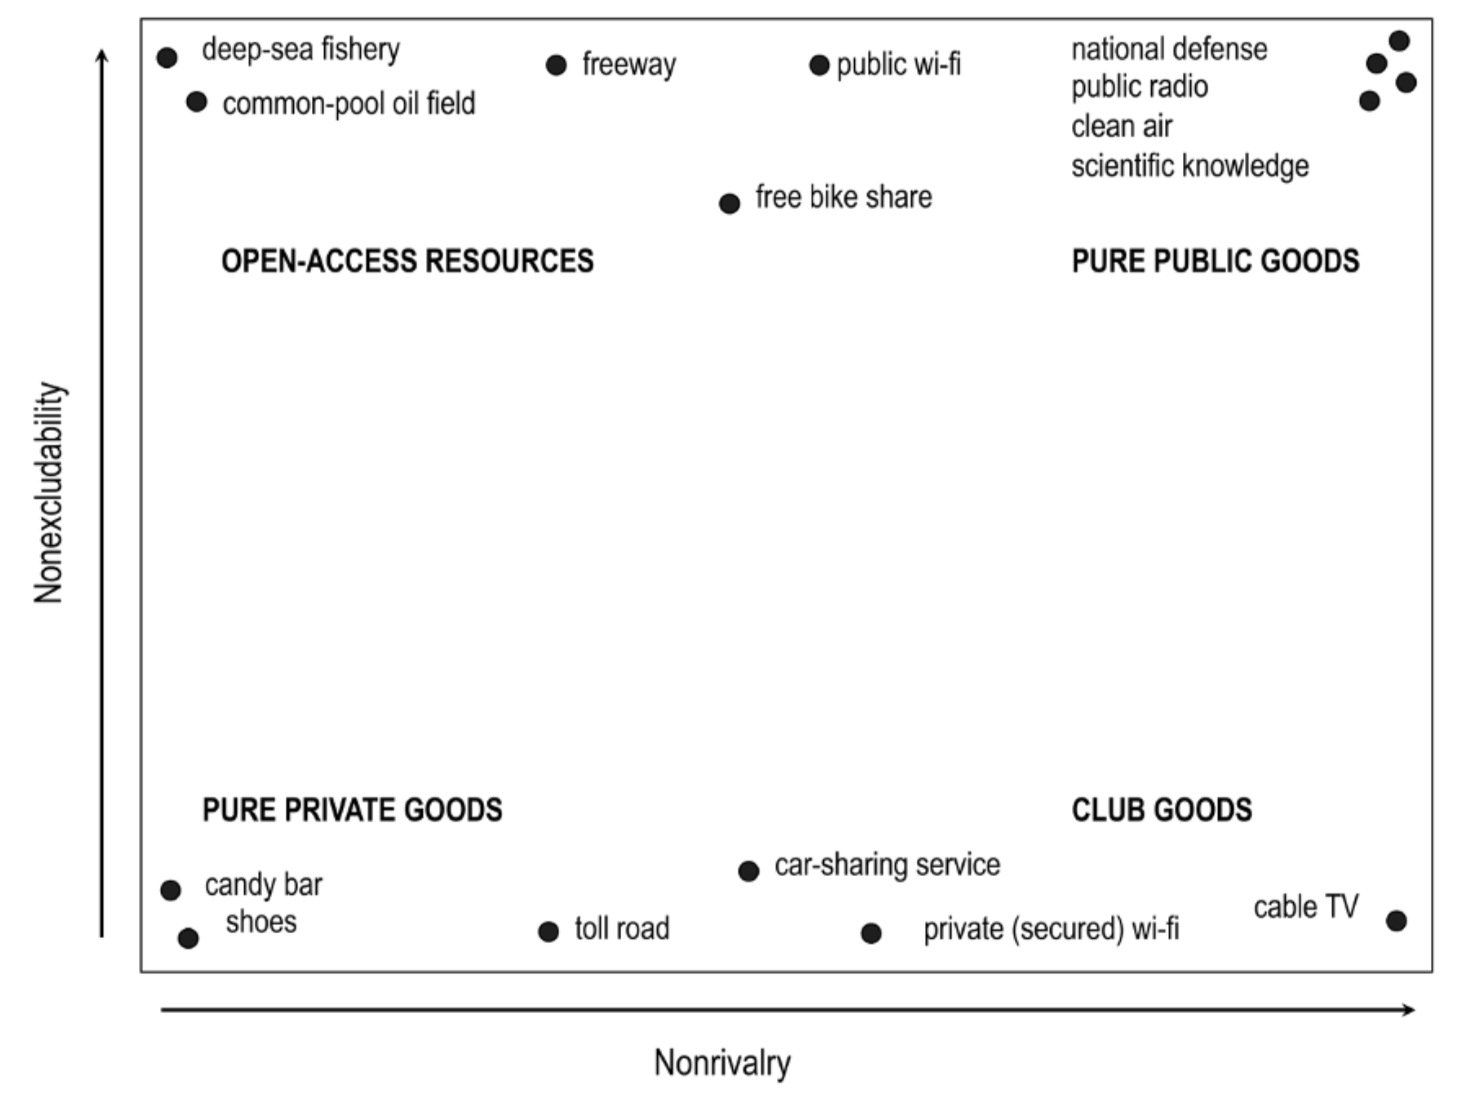 deep-sea fishery
freeway
public wi-fi
national defense
public radio
common-pool oil field
clean air
scientific knowledge
free bike share
OPEN-ACCESS RESOURCES
PURE PUBLIC GOODS
Nonexcludability
PURE PRIVATE GOODS
CLUB GOODS
car-sharing service
candy bar
shoes
cable TV
toll road
private (secured) wi-fi
Nonrivalry